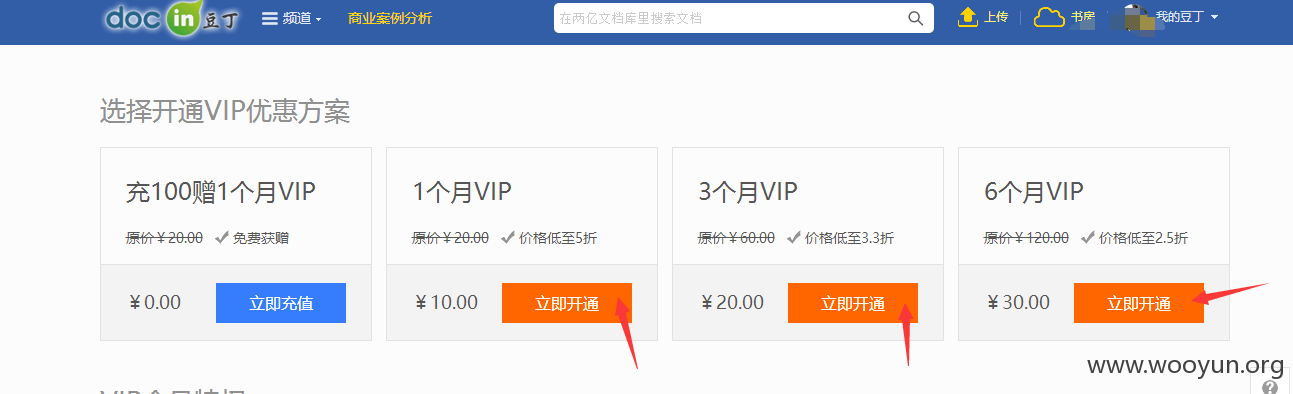 docin豆丁 频道 商业案例分析 在两亿文档库里搜索文档 上传 书房 我的豆丁
选择开通VIP优惠方案
充100赠1个月VIP
原价￥20.00 免费获赠
￥0.00 立即充值
1个月VIP
原价￥20.00 价格低至5折
￥10.00 立即开通
3个月VIP
原价￥60.00 价格低至3.3折
￥20.00 立即开通
6个月VIP
原价￥120.00 价格低至2.5折
￥30.00 立即开通
www.wooyun.org